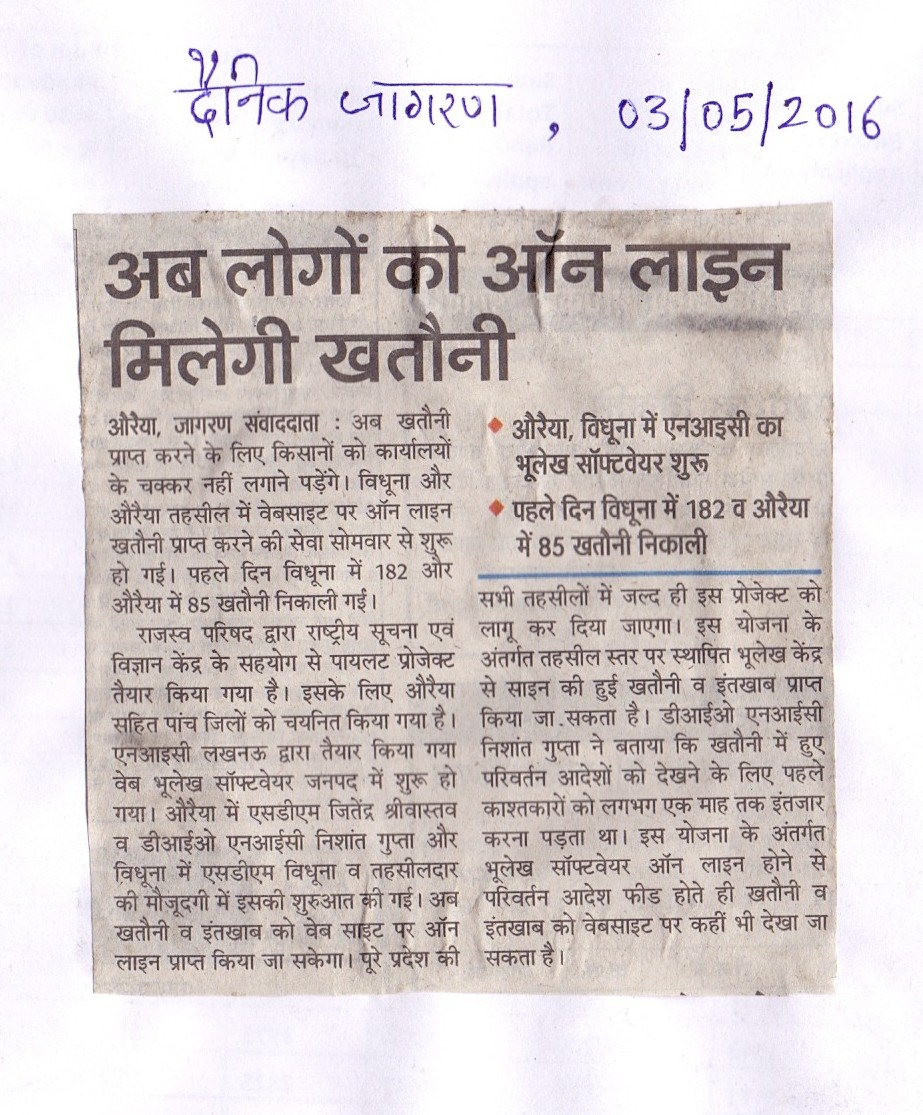 दैनिक जागरण, 03/05/2016
अब लोगों को ऑन लाइन
मिलेगी खतौनी
औरैया, जागरण संवाददाता : अब खतौनी
प्राप्त करने के लिए किसानों को कार्यालयों
के चक्कर नहीं लगाने पड़ेंगे। विधूना और
औरैया तहसील में वेबसाइट पर ऑन लाइन
खतौनी प्राप्त करने की सेवा सोमवार से शुरू
हो गई। पहले दिन विधूना में 182 और
औरैया में 85 खतौनी निकाली गई।
राजस्व परिषद द्वारा राष्ट्रीय सूचना एवं
विज्ञान केंद्र के सहयोग से पायलट प्रोजेक्ट
तैयार किया गया है। इसके लिए औरैया
सहित पांच जिलों को चयनित किया गया है।
एनआइसी लखनऊ द्वारा तैयार किया गया
वेब भूलेख सॉफ्टवेयर जनपद में शुरू हो
गया। औरैया में एसडीएम जितेंद्र श्रीवास्तव
व डीआईओ एनआईसी निशांत गुप्ता और
विधूना में एसडीएम विधूना व तहसीलदार
की मौजूदगी में इसकी शुरुआत की गई। अब
खतौनी व इंतखाब को वेब साइट पर ऑन
लाइन प्राप्त किया जा सकेगा। पूरे प्रदेश की
♦ औरैया, विधूना में एनआइसी का
भूलेख सॉफ्टवेयर शुरू
♦ पहले दिन विधूना में 182 व औरैया
में 85 खतौनी निकाली
सभी तहसीलों में जल्द ही इस प्रोजेक्ट को
लागू कर दिया जाएगा। इस योजना के
अंतर्गत तहसील स्तर पर स्थापित भूलेख केंद्र
से साइन की हुई खतौनी व इंतखाब प्राप्त
किया जा सकता है। डीआईओ एनआईसी
निशांत गुप्ता ने बताया कि खतौनी में हुए
परिवर्तन आदेशों को देखने के लिए पहले
काश्तकारों को लगभग एक माह तक इंतजार
करना पड़ता था। इस योजना के अंतर्गत
भूलेख सॉफ्टवेयर ऑन लाइन होने से
परिवर्तन आदेश फीड होते ही खतौनी व
इंतखाब को वेबसाइट पर कहीं भी देखा जा
सकता है।